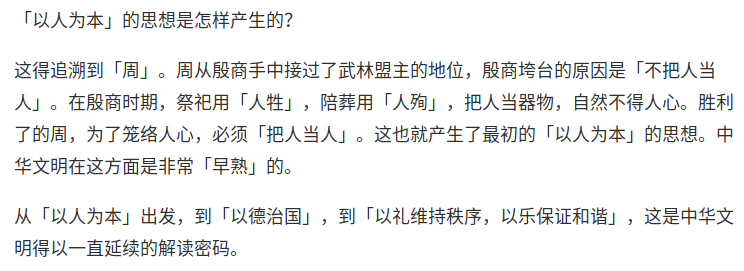 「以人为本」的思想是怎样产生的？
这得追溯到「周」。周从殷商手中接过了武林盟主的地位，殷商垮台的原因是「不把人当
人」。在殷商时期，祭祀用「人牲」，陪葬用「人殉」，把人当器物，自然不得人心。胜利
了的周，为了笼络人心，必须「把人当人」。这也就产生了最初的「以人为本」的思想。中
华文明在这方面是非常「早熟」的。
从「以人为本」出发，到「以德治国」，到「以礼维持秩序，以乐保证和谐」，这是中华文
明得以一直延续的解读密码。